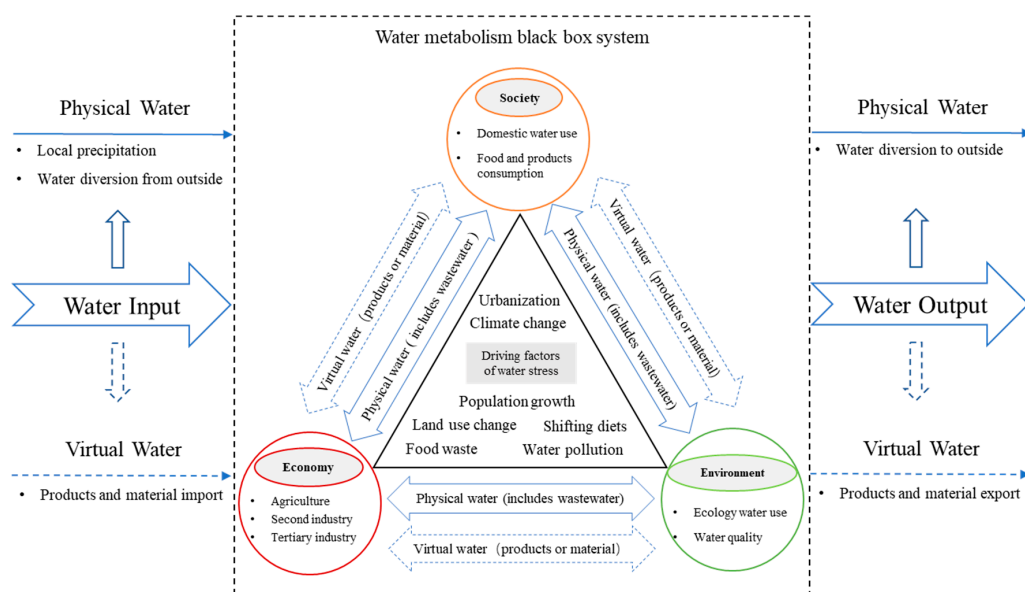 Water metabolism black box system
Physical Water
• Local precipitation
• Water diversion from outside
Water Input
Virtual Water
• Products and material import
Society
• Domestic water use
• Food and products
consumption
Virtual water（products or material)
Physical water ( includes wastewater )
Physical water (includes wastewater)
Virtual water（products or material)
Urbanization
Climate change
Driving factors
of water stress
Population growth
Land use change
Shifting diets
Food waste
Water pollution
Economy
• Agriculture
• Second industry
• Tertiary industry
Physical water (includes wastewater)
Virtual water（products or material)
Environment
• Ecology water use
• Water quality
Physical Water
• Water diversion to outside
Water Output
Virtual Water
• Products and material export